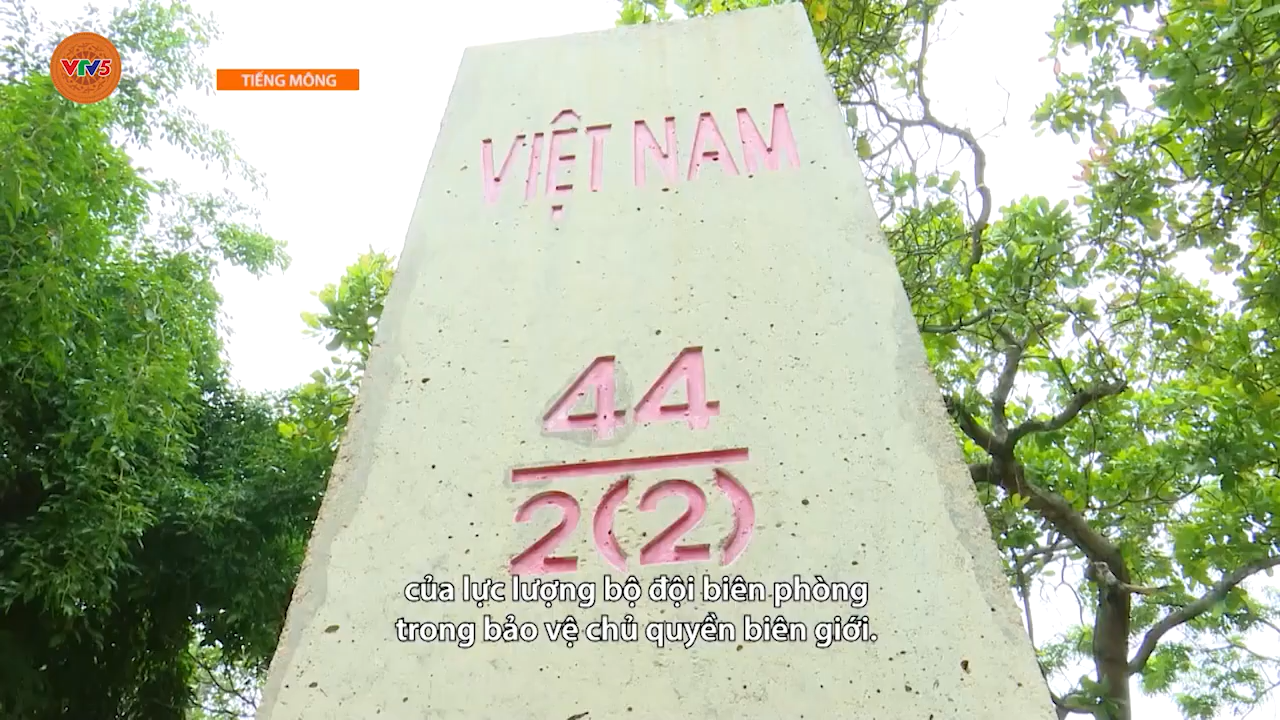 VTV5
TIẾNG MÔNG
VIỆT NAM
44
2(2)
của lực lượng bộ đội biên phòng
trong bảo vệ chủ quyền biên giới.